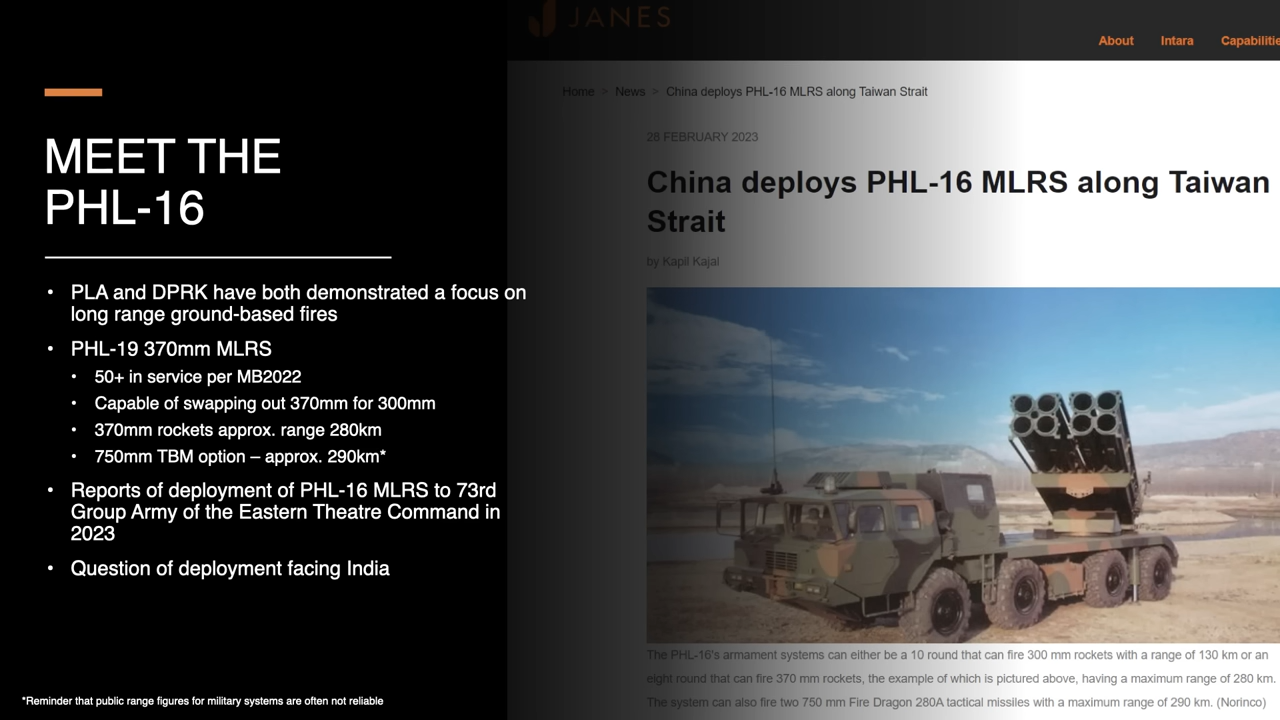 JANES
About Intara Capabilitie
Home > News > China deploys PHL-16 MLRS along Taiwan Strait
28 FEBRUARY 2023
China deploys PHL-16 MLRS along Taiwan
Strait
by Kapil Kajal
MEET THE
PHL-16
• PLA and DPRK have both demonstrated a focus on
long range ground-based fires
• PHL-19 370mm MLRS
• 50+ in service per MB2022
• Capable of swapping out 370mm for 300mm
• 370mm rockets approx. range 280km
• 750mm TBM option – approx. 290km*
• Reports of deployment of PHL-16 MLRS to 73rd
Group Army of the Eastern Theatre Command in
2023
• Question of deployment facing India
The PHL-16's armament systems can either be a 10 round that can fire 300 mm rockets with a range of 130 km or an
eight round that can fire 370 mm rockets, the example of which is pictured above, having a maximum range of 280 km.
The system can also fire two 750 mm Fire Dragon 280A tactical missiles with a maximum range of 290 km. (Norinco)
*Reminder that public range figures for military systems are often not reliable